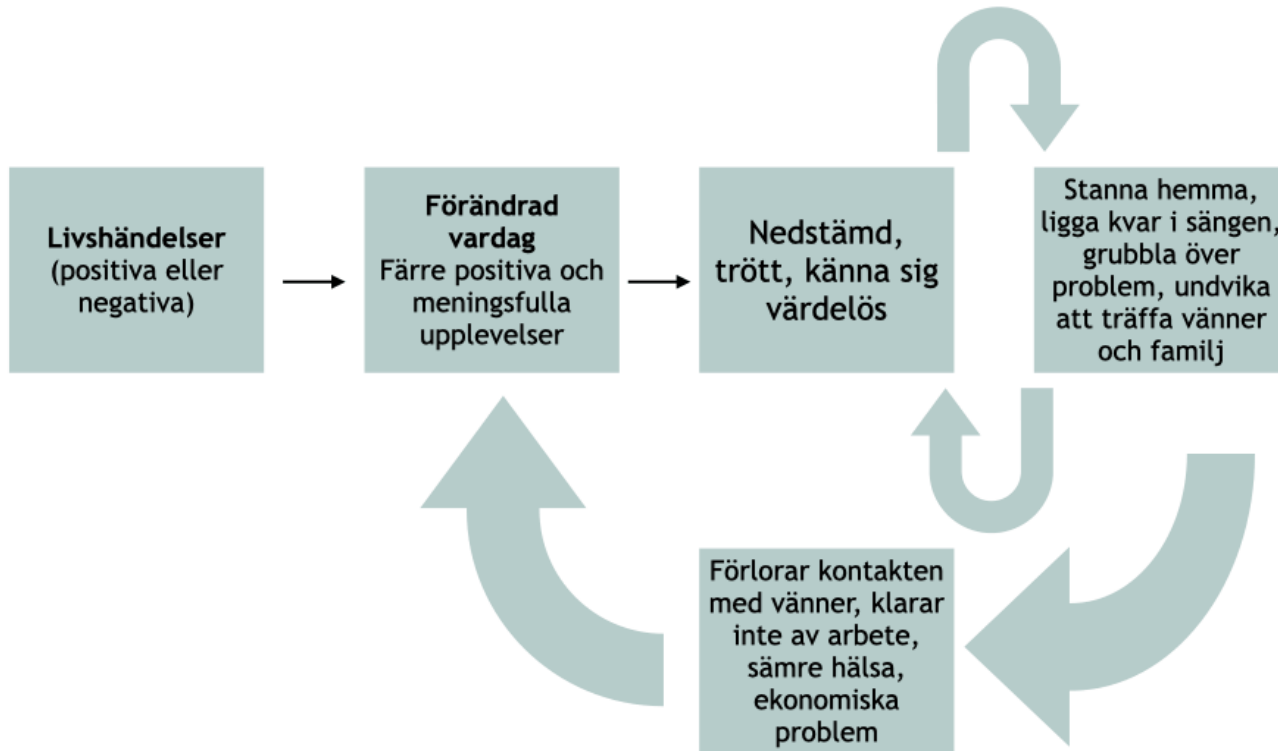 Livshändelser
(positiva eller
negativa)
Förändrad
vardag
Färre positiva och
meningsfulla
upplevelser
Nedstämd,
trött, känna sig
värdelös
Stanna hemma,
ligga kvar i sängen,
grubbla över
problem, undvika
att träffa vänner
och familj
Förlorar kontakten
med vänner, klarar
inte av arbete,
sämre hälsa,
ekonomiska
problem